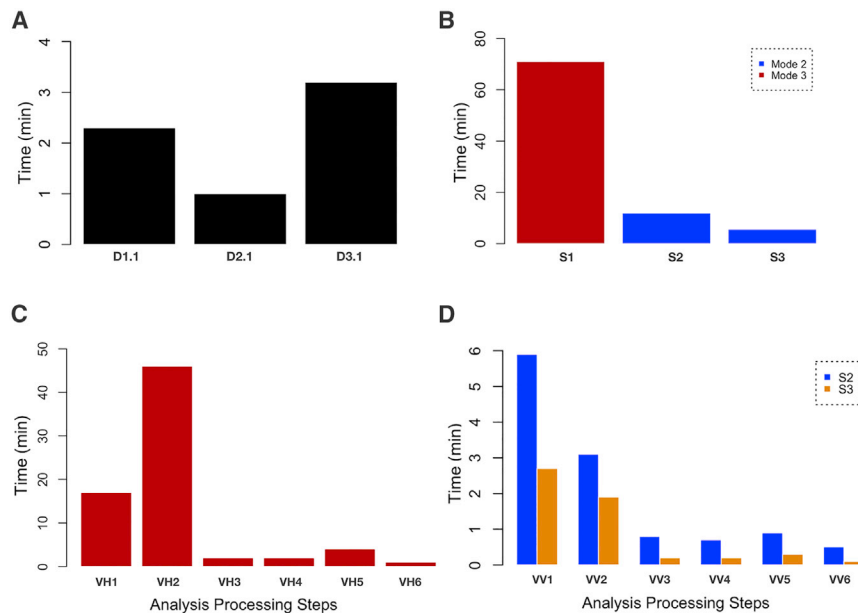 A
Time (min)
4
3
2
1
0
D1.1 D2.1 D3.1
B
Time (min)
80
60
40
20
0
Mode 2
Mode 3
S1 S2 S3
C
Time (min)
50
40
30
20
10
0
VH1 VH2 VH3 VH4 VH5 VH6
Analysis Processing Steps
D
Time (min)
6
5
4
3
2
1
0
S2
S3
VV1 VV2 VV3 VV4 VV5 VV6
Analysis Processing Steps